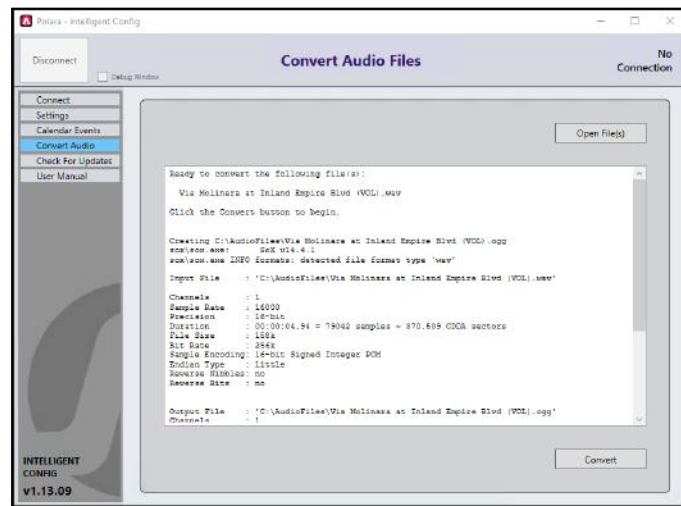 Polara - Intelligent Config
Disconnect
Debug Window
Convert Audio Files
No
Connection
Connect
Settings
Calendar Events
Convert Audio
Check For Updates
User Manual
Open File(s)
Ready to convert the following file(s):
Via Molinara at Inland Empire Blvd (VOL).wav
Click the Convert button to begin.
Creating C:\AudioFiles\Via Molinara at Inland Empire Blvd (VOL).ogg
sox\sox.exe: SoX v14.4.1
sox\sox.exe INFO formats: detected file format type 'wav'
Input File : 'C:\AudioFiles\Via Molinara at Inland Empire Blvd (VOL).wav'
Channels : 1
Sample Rate : 16000
Precision : 16-bit
Duration : 00:00:04.94 = 79042 samples ~ 370.509 CDDA sectors
File Size : 158k
Bit Rate : 256k
Sample Encoding: 16-bit Signed Integer PCM
Endian Type : little
Reverse Nibbles: no
Reverse Bits : no
Output File : 'C:\AudioFiles\Via Molinara at Inland Empire Blvd (VOL).ogg'
Channels : 1
Convert
INTELLIGENT
CONFIG
v1.13.09